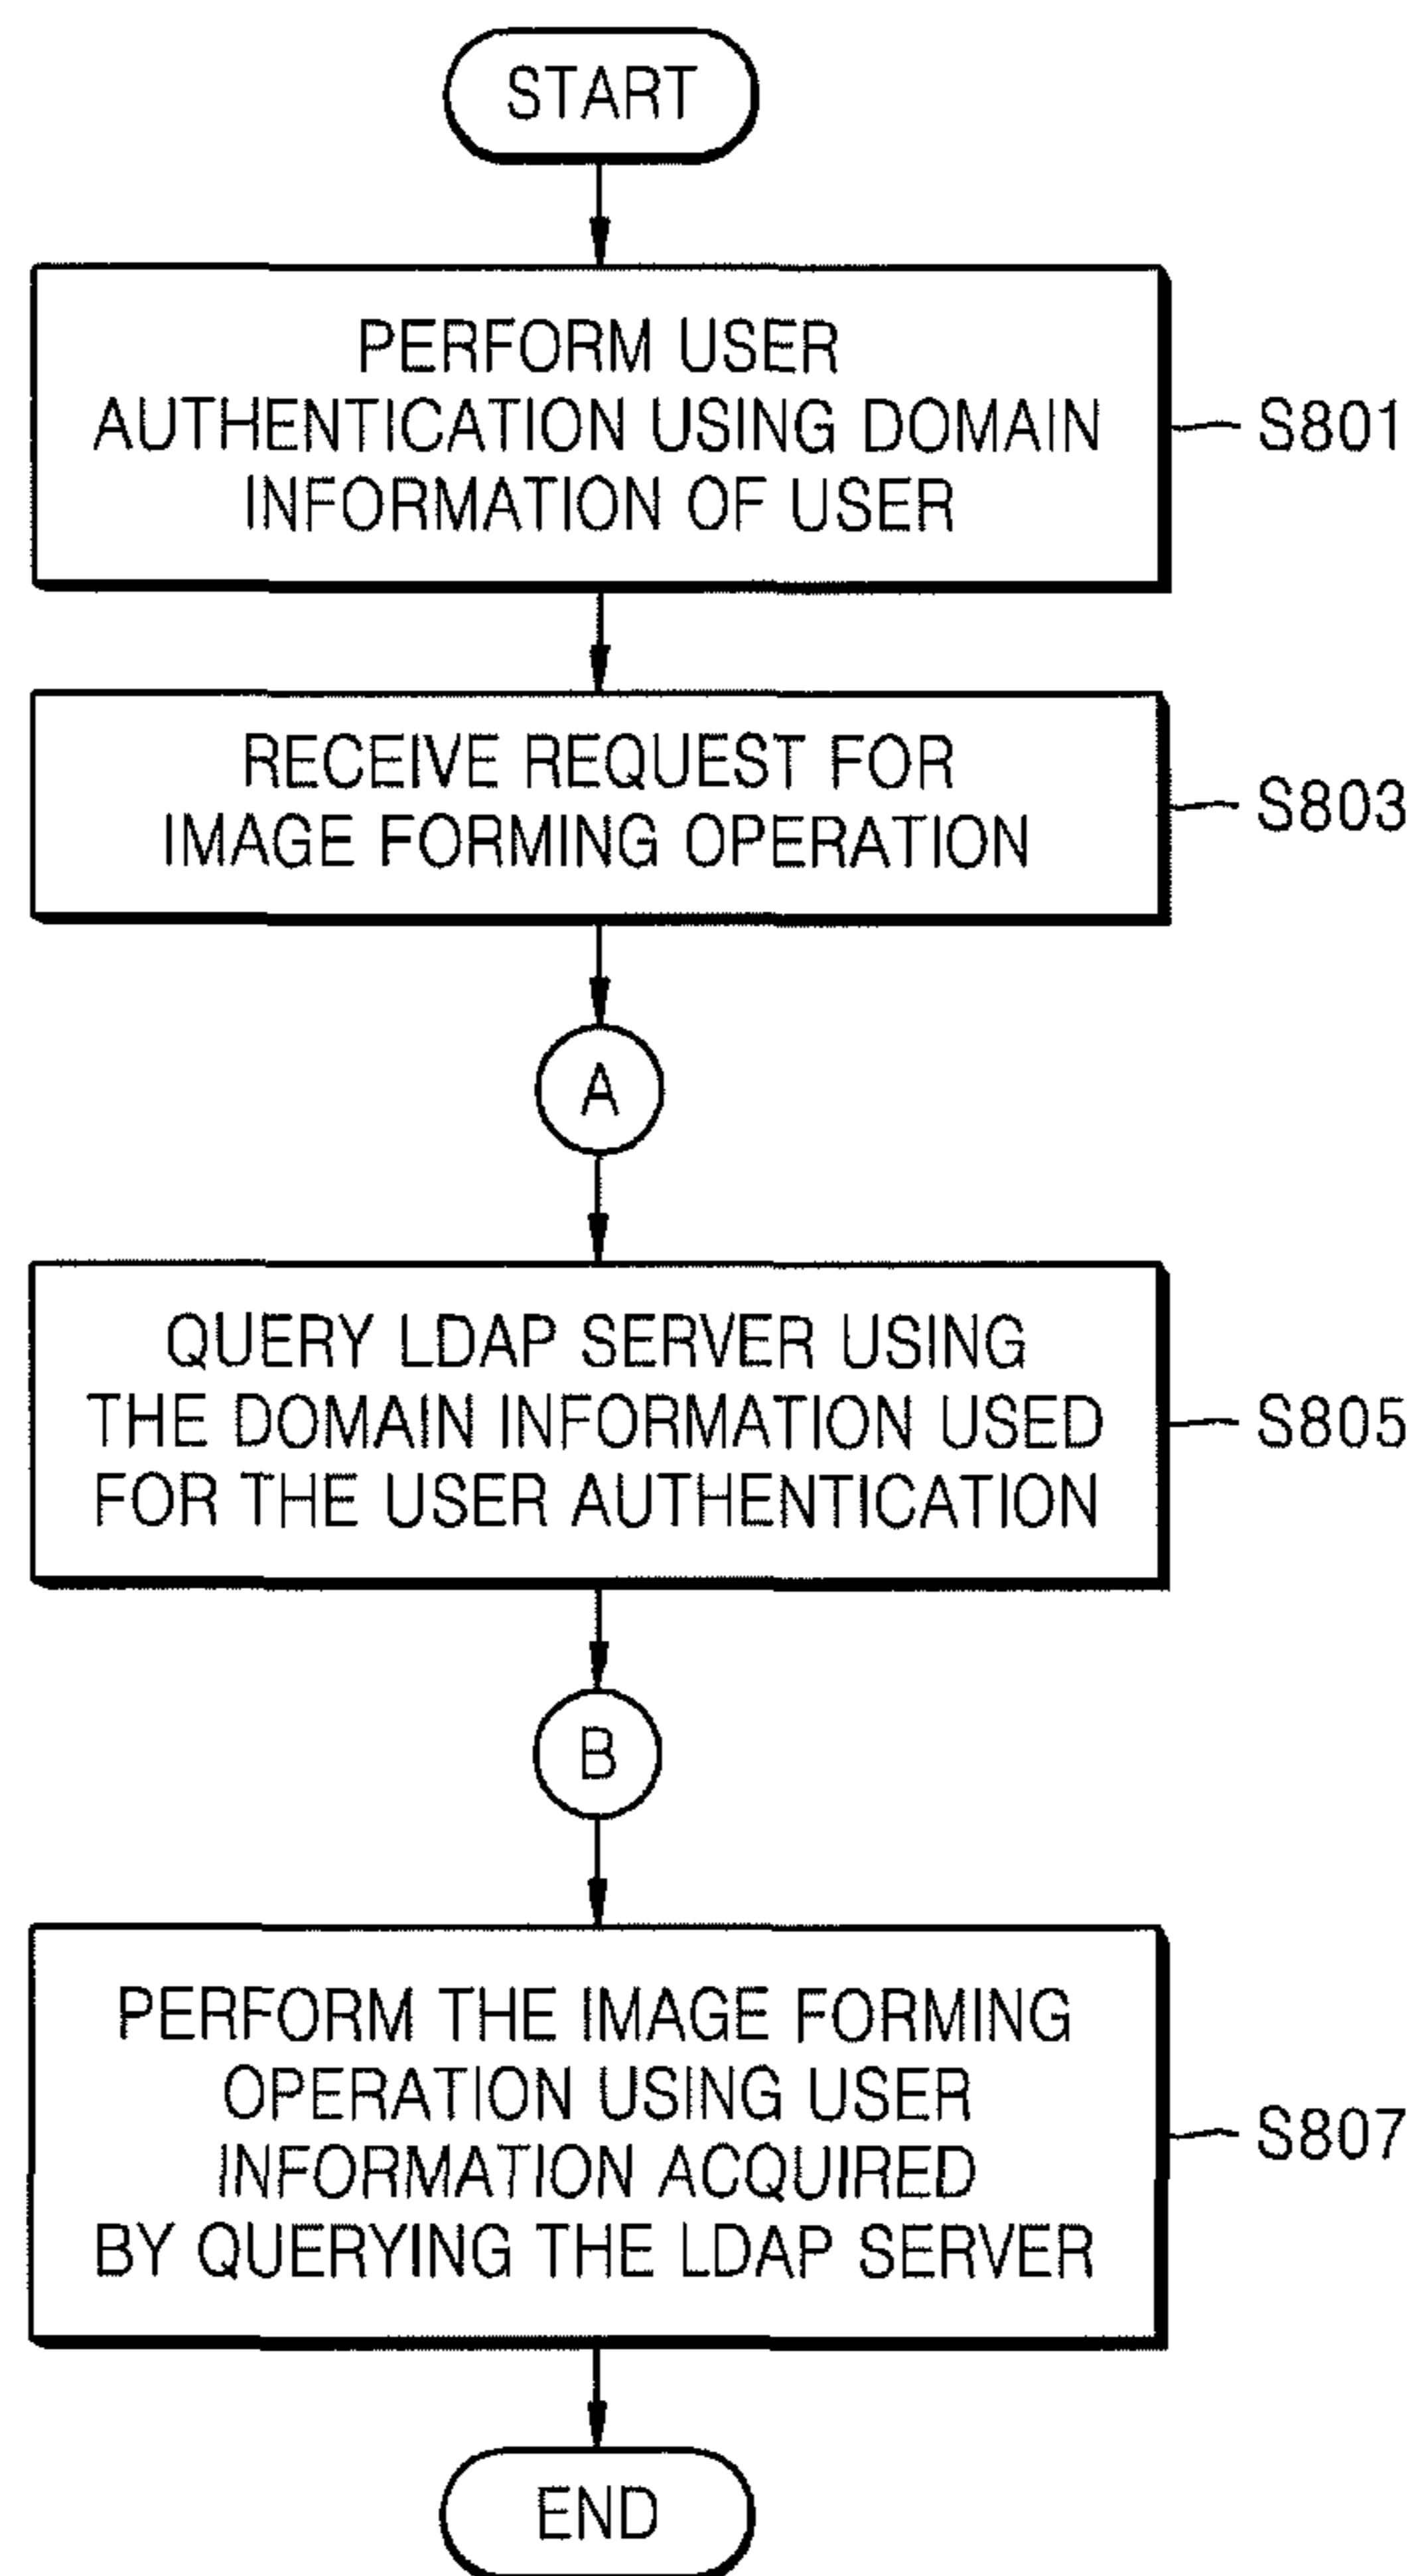 START
PERFORM USER
AUTHENTICATION USING DOMAIN
INFORMATION OF USER
S801
RECEIVE REQUEST FOR
IMAGE FORMING OPERATION
S803
A
QUERY LDAP SERVER USING
THE DOMAIN INFORMATION USED
FOR THE USER AUTHENTICATION
S805
B
PERFORM THE IMAGE FORMING
OPERATION USING USER
INFORMATION ACQUIRED
BY QUERYING THE LDAP SERVER
S807
END